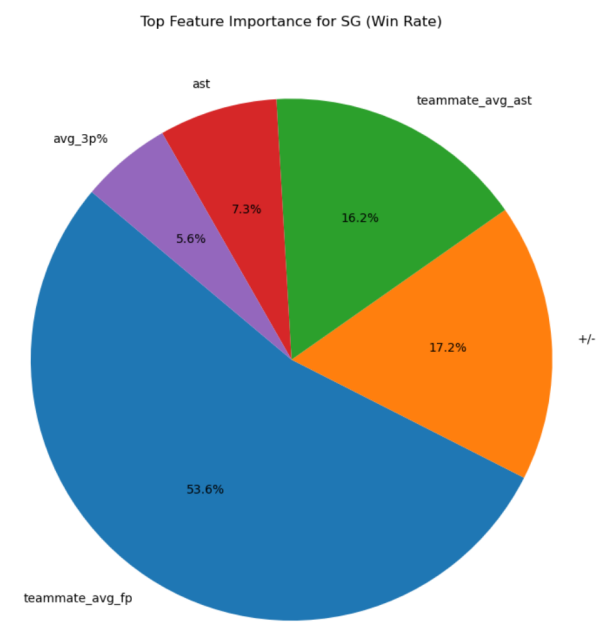 Top Feature Importance for SG (Win Rate)
ast
teammate_avg_ast
avg_3p%
7.3%
16.2%
5.6%
+/-
17.2%
53.6%
teammate_avg_fp